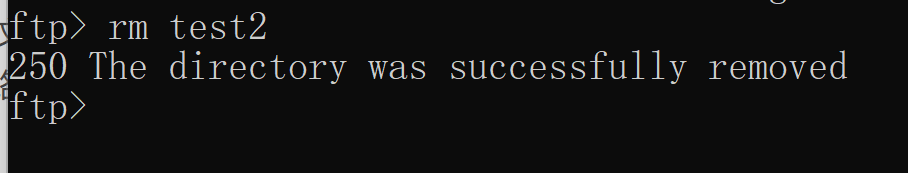 ftp> rm test2
250 The directory was successfully removed
ftp>